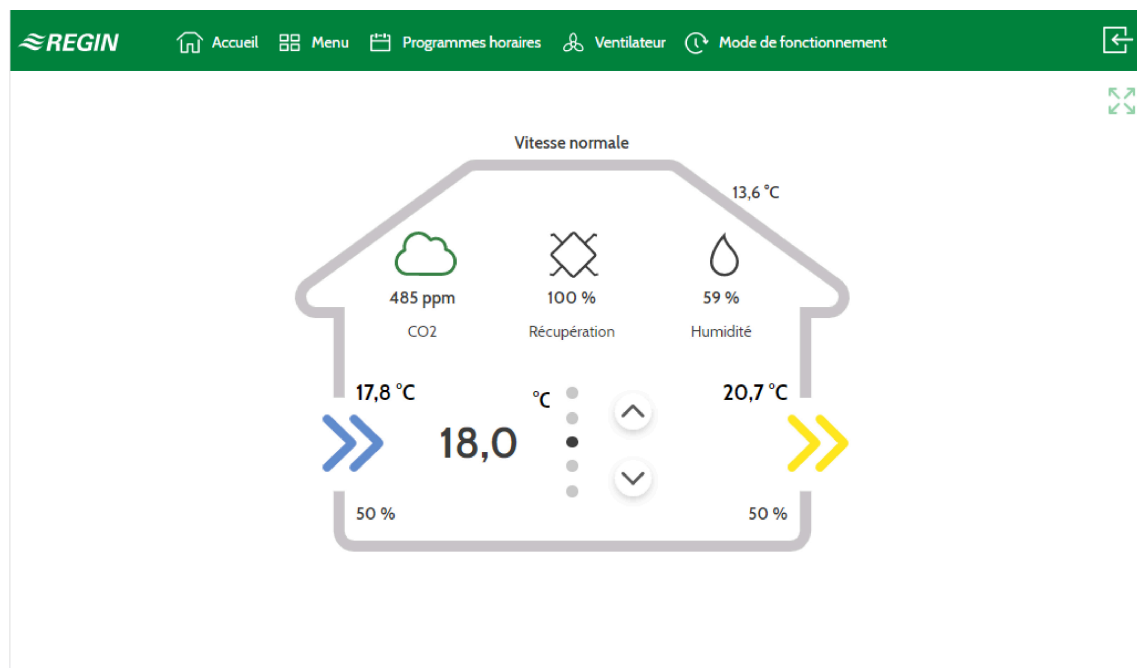 REGIN Accueil Menu Programmes horaires Ventilateur Mode de fonctionnement
Vitesse normale
13,6 °C
485 ppm 100 % 59 %
CO2 Récupération Humidité
17,8 °C °C 20,7 °C
18,0
50 % 50 %